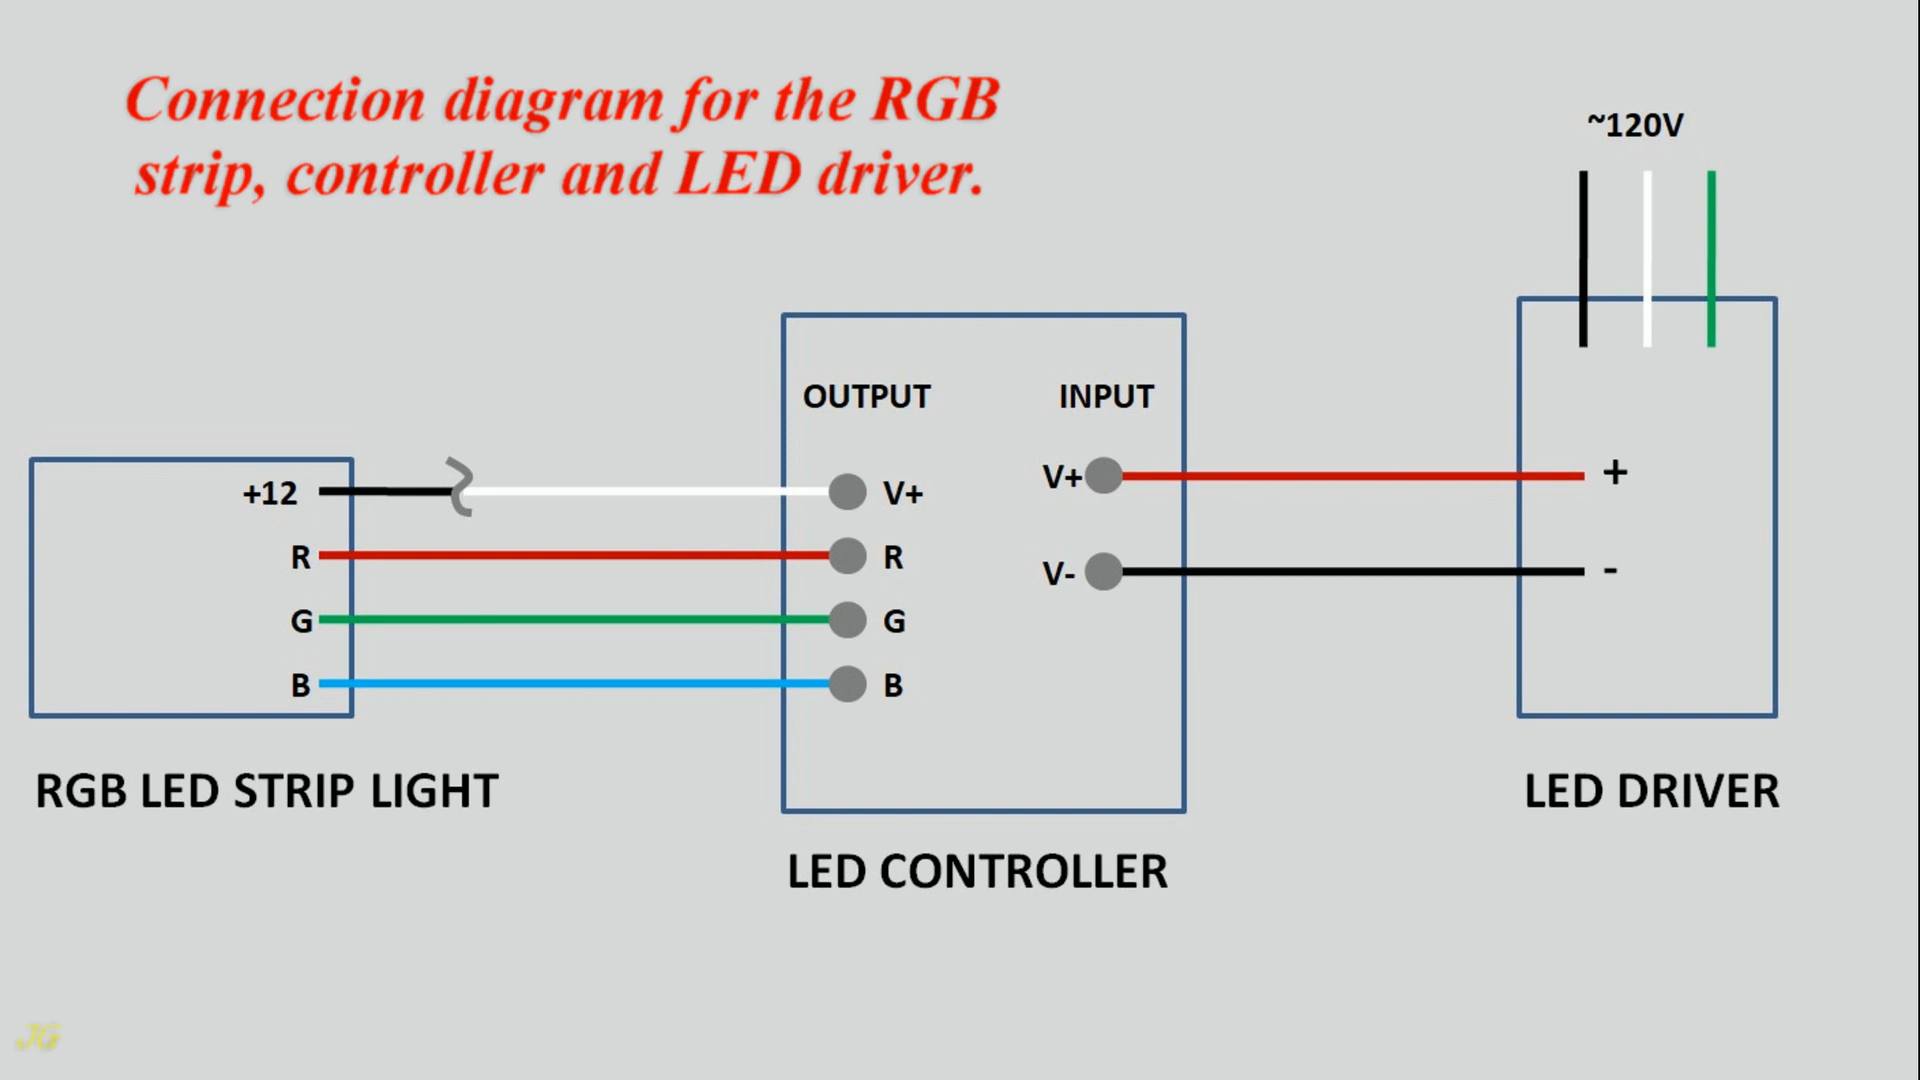 Connection diagram for the RGB
strip, controller and LED driver.
~120V
OUTPUT
INPUT
+12
V+
V+
+
R
R
V-
-
G
G
B
B
RGB LED STRIP LIGHT
LED DRIVER
LED CONTROLLER
JG